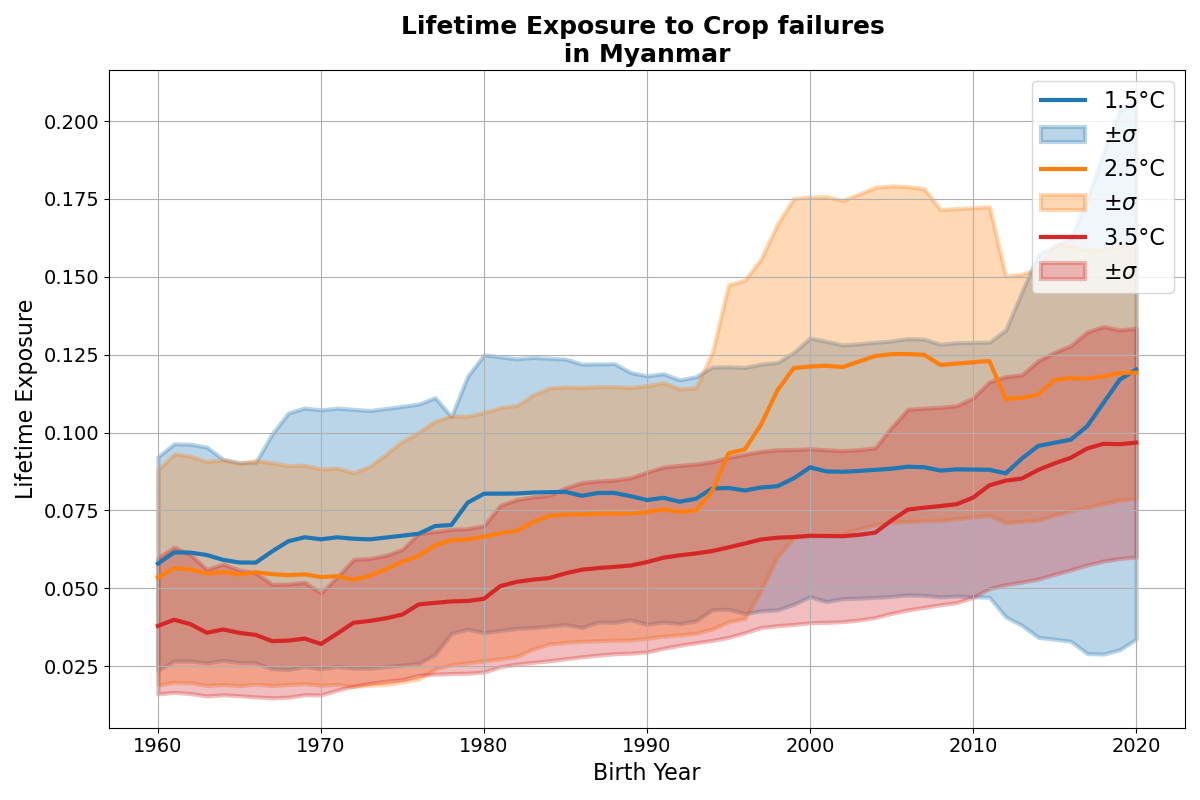 Lifetime Exposure to Crop failures
in Myanmar
Lifetime Exposure
0.200
0.175
0.150
0.125
0.100
0.075
0.050
0.025
1.5°C
±σ
2.5°C
±σ
3.5°C
±σ
1960 1970 1980 1990 2000 2010 2020
Birth Year